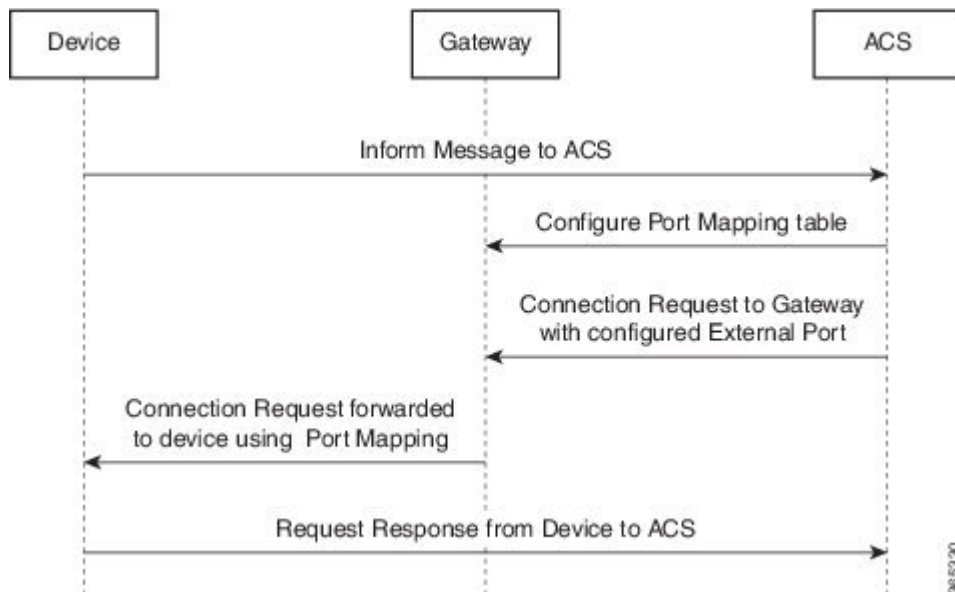 Device
Gateway
ACS
Inform Message to ACS
Configure Port Mapping table
Connection Request to Gateway
with configured External Port
Connection Request forwarded
to device using Port Mapping
Request Response from Device to ACS